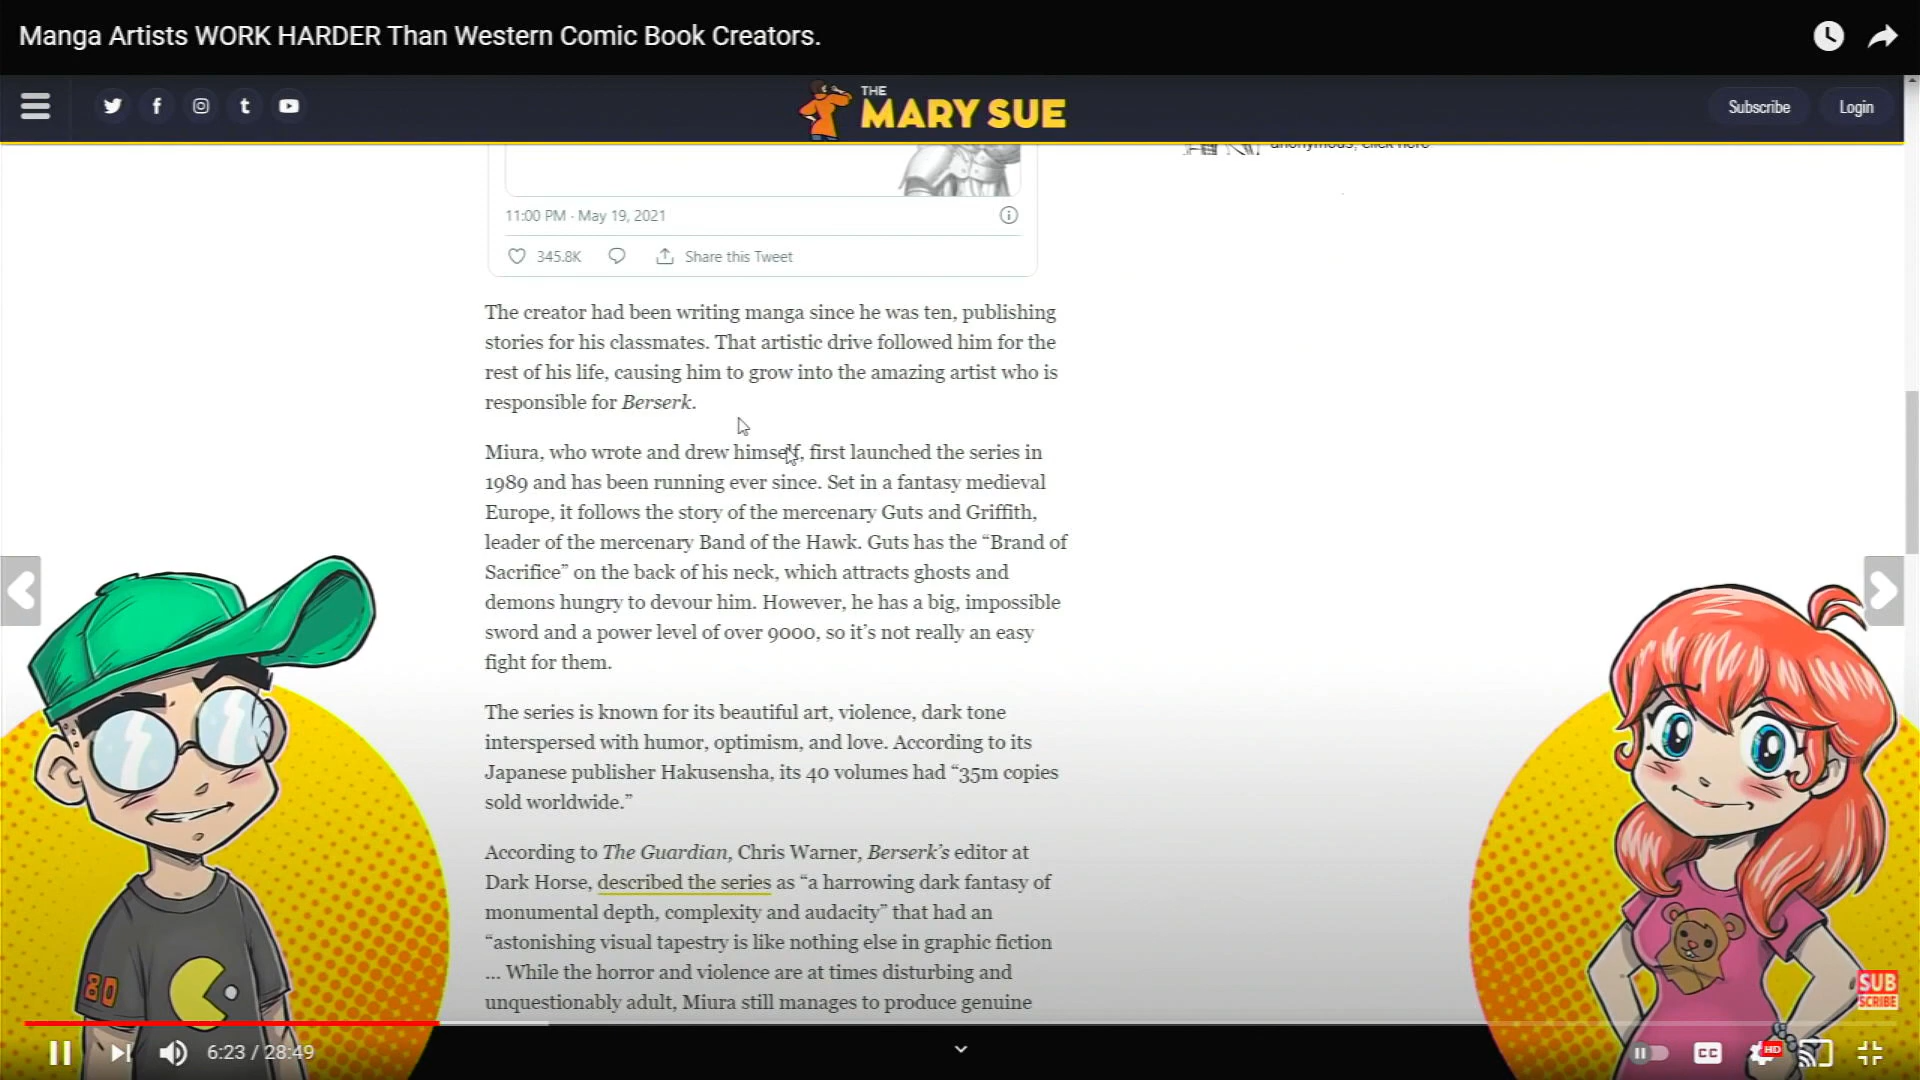 Manga Artists WORK HARDER Than Western Comic Book Creators.
THE
MARY SUE
Subscribe
Login
anonymous, click here
11:00 PM · May 19, 2021
345.8K
Share this Tweet
The creator had been writing manga since he was ten, publishing
stories for his classmates. That artistic drive followed him for the
rest of his life, causing him to grow into the amazing artist who is
responsible for Berserk.
Miura, who wrote and drew himself, first launched the series in
1989 and has been running ever since. Set in a fantasy medieval
Europe, it follows the story of the mercenary Guts and Griffith,
leader of the mercenary Band of the Hawk. Guts has the “Brand of
Sacrifice” on the back of his neck, which attracts ghosts and
demons hungry to devour him. However, he has a big, impossible
sword and a power level of over 9000, so it’s not really an easy
fight for them.
The series is known for its beautiful art, violence, dark tone
interspersed with humor, optimism, and love. According to its
Japanese publisher Hakusensha, its 40 volumes had “35m copies
sold worldwide.”
According to The Guardian, Chris Warner, Berserk’s editor at
Dark Horse, described the series as “a harrowing dark fantasy of
monumental depth, complexity and audacity” that had an
“astonishing visual tapestry is like nothing else in graphic fiction
... While the horror and violence are at times disturbing and
unquestionably adult, Miura still manages to produce genuine
80
SUB
SCRIBE
6:23 / 28:49
CC
HD